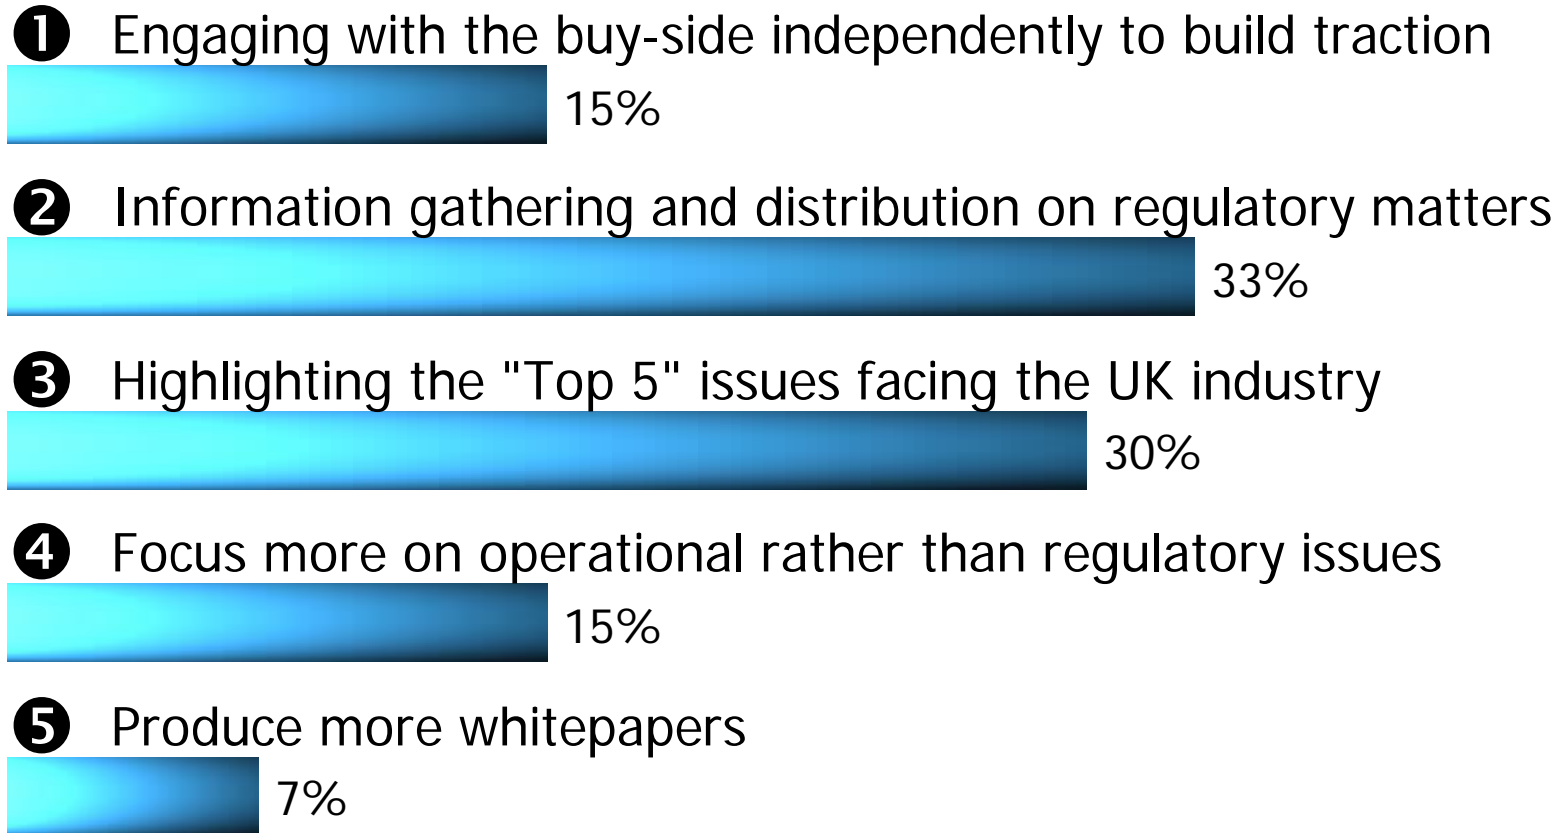 ❶ Engaging with the buy-side independently to build traction
15%
❷ Information gathering and distribution on regulatory matters
33%
❸ Highlighting the "Top 5" issues facing the UK industry
30%
❹ Focus more on operational rather than regulatory issues
15%
❺ Produce more whitepapers
7%